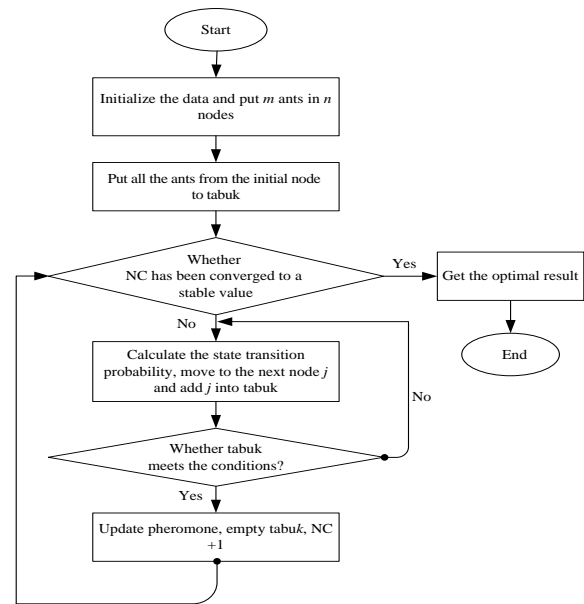 Start
Initialize the data and put m ants in n
nodes
Put all the ants from the initial node
to tabuk
Whether
NC has been converged to a
stable value
Yes
Get the optimal result
End
No
Calculate the state transition
probability, move to the next node j
and add j into tabuk
No
Whether tabuk
meets the conditions?
Yes
Update pheromone, empty tabuk, NC
+1